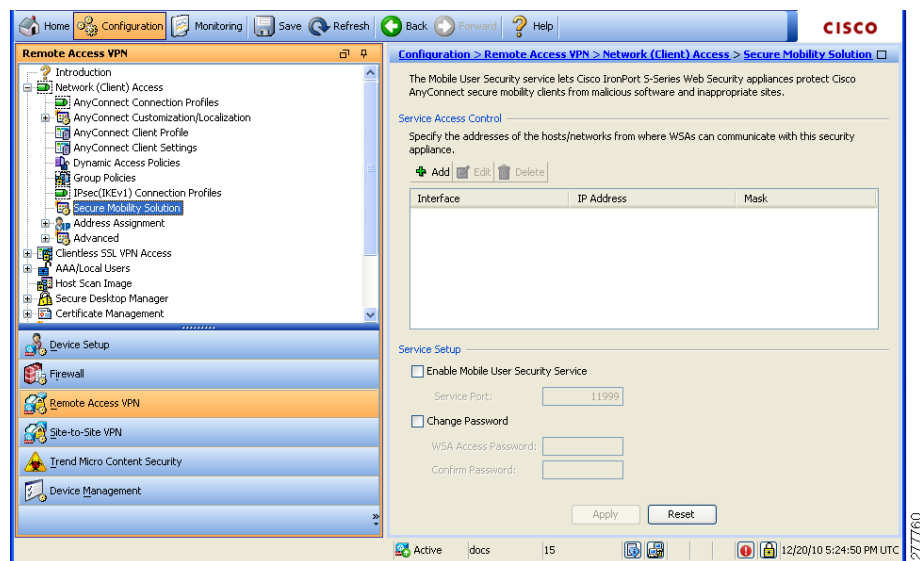 Home Configuration Monitoring Save Refresh Back Forward Help
CISCO
Remote Access VPN
Introduction
Network (Client) Access
AnyConnect Connection Profiles
AnyConnect Customization/Localization
AnyConnect Client Profile
AnyConnect Client Settings
Dynamic Access Policies
Group Policies
IPsec(IKEv1) Connection Profiles
Secure Mobility Solution
Address Assignment
Advanced
Clientless SSL VPN Access
AAA/Local Users
Host Scan Image
Secure Desktop Manager
Certificate Management
Device Setup
Firewall
Remote Access VPN
Site-to-Site VPN
Trend Micro Content Security
Device Management
Configuration > Remote Access VPN > Network (Client) Access > Secure Mobility Solution
The Mobile User Security service lets Cisco IronPort S-Series Web Security appliances protect Cisco
AnyConnect secure mobility clients from malicious software and inappropriate sites.
Service Access Control
Specify the addresses of the hosts/networks from where WSAs can communicate with this security
appliance.
Add Edit Delete
Interface IP Address Mask
Service Setup
Enable Mobile User Security Service
Service Port: 11999
Change Password
WSA Access Password:
Confirm Password:
Apply Reset
Active docs 15 12/20/10 5:24:50 PM UTC
277760